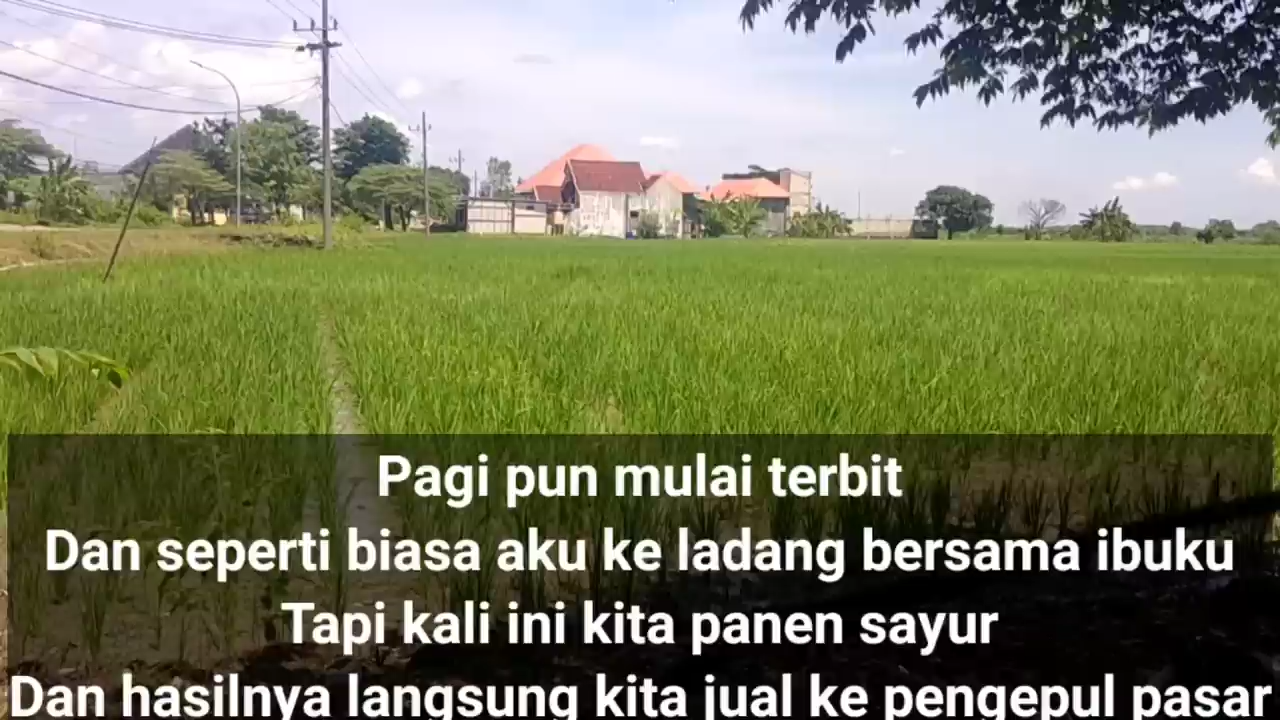 Pagi pun mulai terbit
Dan seperti biasa aku ke ladang bersama ibuku
Tapi kali ini kita panen sayur
Dan hasilnya langsung kita jual ke pengepul pasar